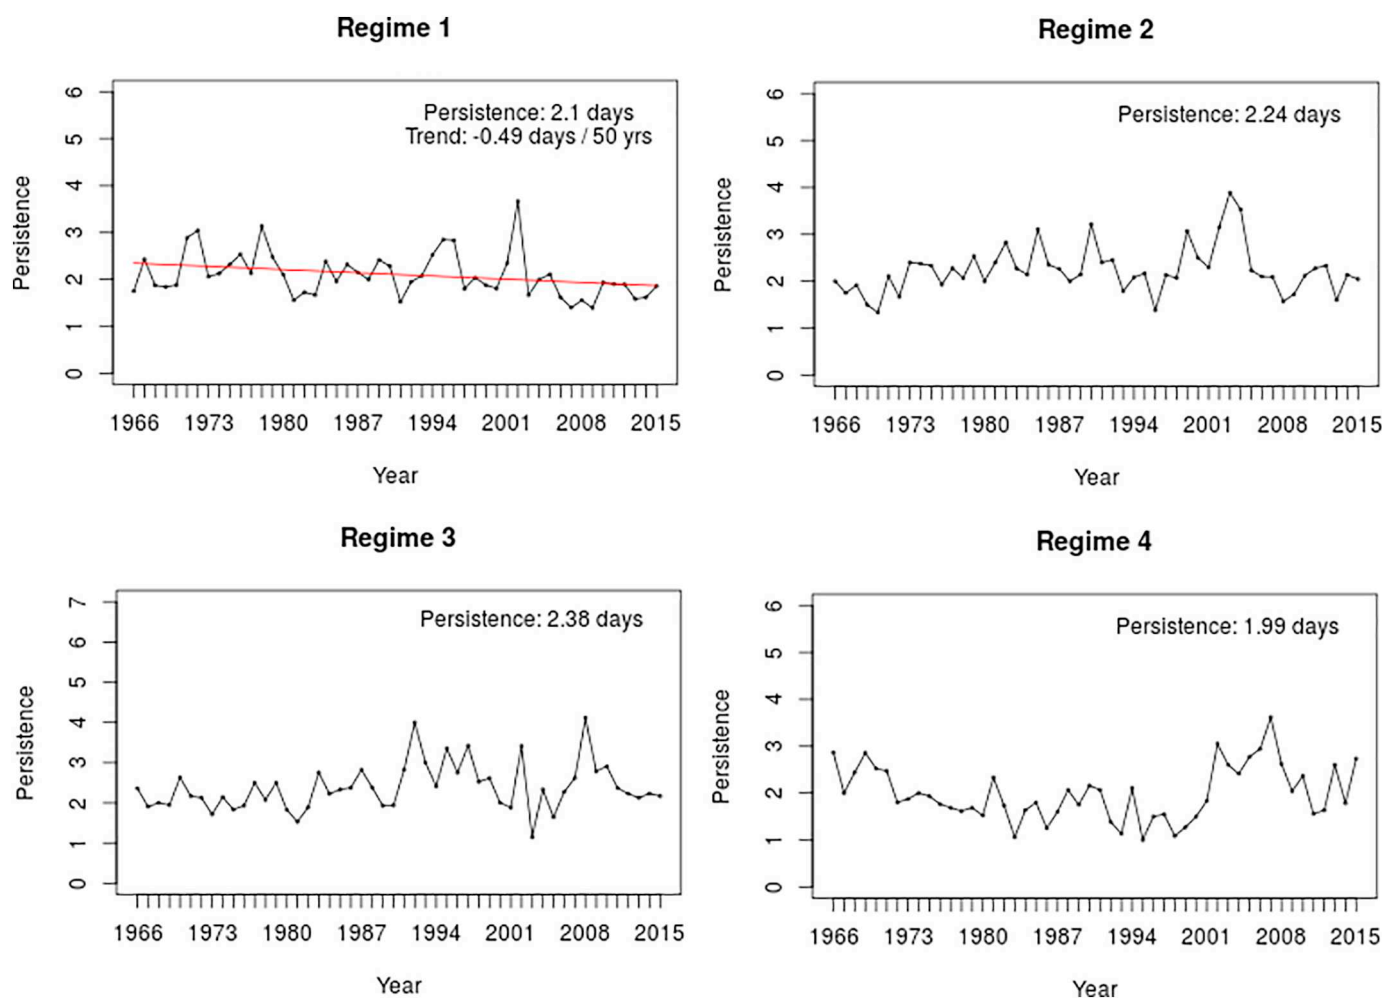 Regime 1
Persistence: 2.1 days
Trend: -0.49 days / 50 yrs
Persistence
6
5
4
3
2
1
0
1966 1973 1980 1987 1994 2001 2008 2015
Year
Regime 2
Persistence: 2.24 days
Persistence
6
5
4
3
2
1
0
1966 1973 1980 1987 1994 2001 2008 2015
Year
Regime 3
Persistence: 2.38 days
Persistence
7
6
5
4
3
2
1
0
1966 1973 1980 1987 1994 2001 2008 2015
Year
Regime 4
Persistence: 1.99 days
Persistence
6
5
4
3
2
1
0
1966 1973 1980 1987 1994 2001 2008 2015
Year